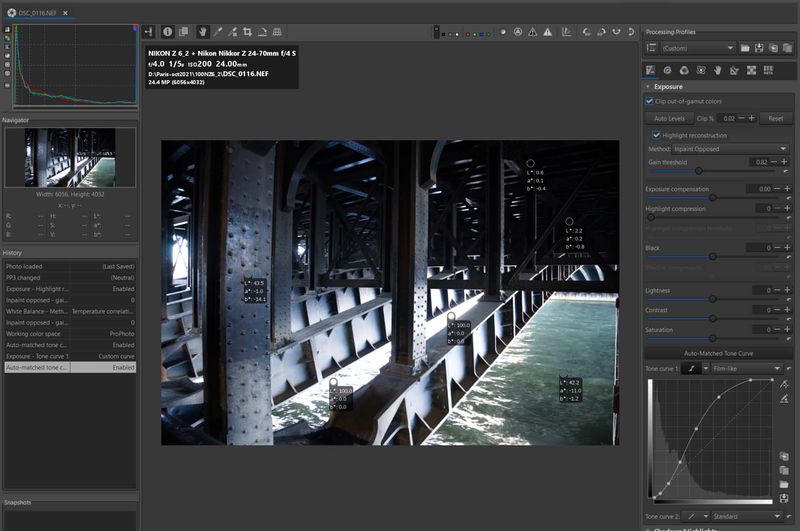 DSC_0116.NEF
NIKON Z 6_2 + Nikon Nikkor Z 24-70mm f/4 S
f/4.0 1/5s ISO200 24.00mm
D:\Paris-oct2021\100NZ6_2\DSC_0116.NEF
24.4 MP (6056x4032)
Navigator
Width: 6056, Height: 4032
x: --, y: --
R: -- H: -- L*: --
G: -- S: -- a*: --
B: -- V: -- b*: --
History
Photo loaded (Last Saved)
PP3 changed (Neutral)
Exposure - Highlight r... Enabled
Inpaint opposed - gai...
White Balance - Meth... Temperature correlati...
Inpaint opposed - gai...
Working color space ProPhoto
Auto-matched tone c... Enabled
Exposure - Tone curve 1 Custom curve
Auto-matched tone c... Enabled
Snapshots
L*: 0.6
a*: 0.1
b*: -0.4
L*: 2.2
a*: 0.2
b*: -0.8
L*: 43.5
a*: -1.0
b*: -14.1
L*: 100.0
a*: 0.0
b*: 0.0
L*: 100.0
a*: 0.0
b*: 0.0
L*: 42.2
a*: -11.0
b*: -1.2
Processing Profiles
(Custom)
Exposure
Clip out-of-gamut colors
Auto Levels Clip % 0.02 Reset
Highlight reconstruction
Method: Inpaint Opposed
Gain threshold 0.82
Exposure compensation 0.00
Highlight compression 0
Black 0
Lightness 0
Contrast 0
Saturation 0
Auto-Matched Tone Curve
Tone curve 1: Film-like
Tone curve 2: Standard
Shadows/Highlights